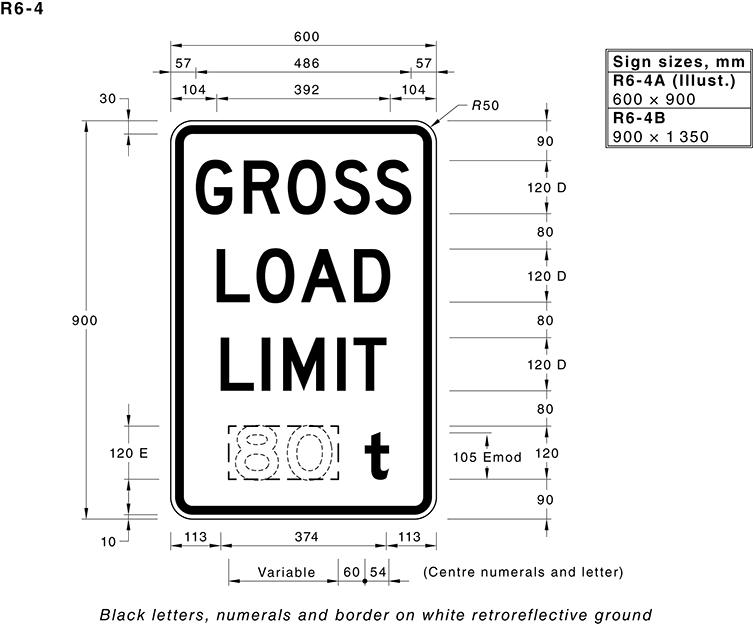 R6-4
600
57 486 57
104 392 104
30
R50
Sign sizes, mm
R6-4A (Illust.)
600 × 900
R6-4B
900 × 1 350
90
GROSS
120 D
80
LOAD
120 D
900
80
LIMIT
120 D
80
120 E
80 t
105 Emod
120
90
10
113 374 113
Variable 60 54 (Centre numerals and letter)
Black letters, numerals and border on white retroreflective ground